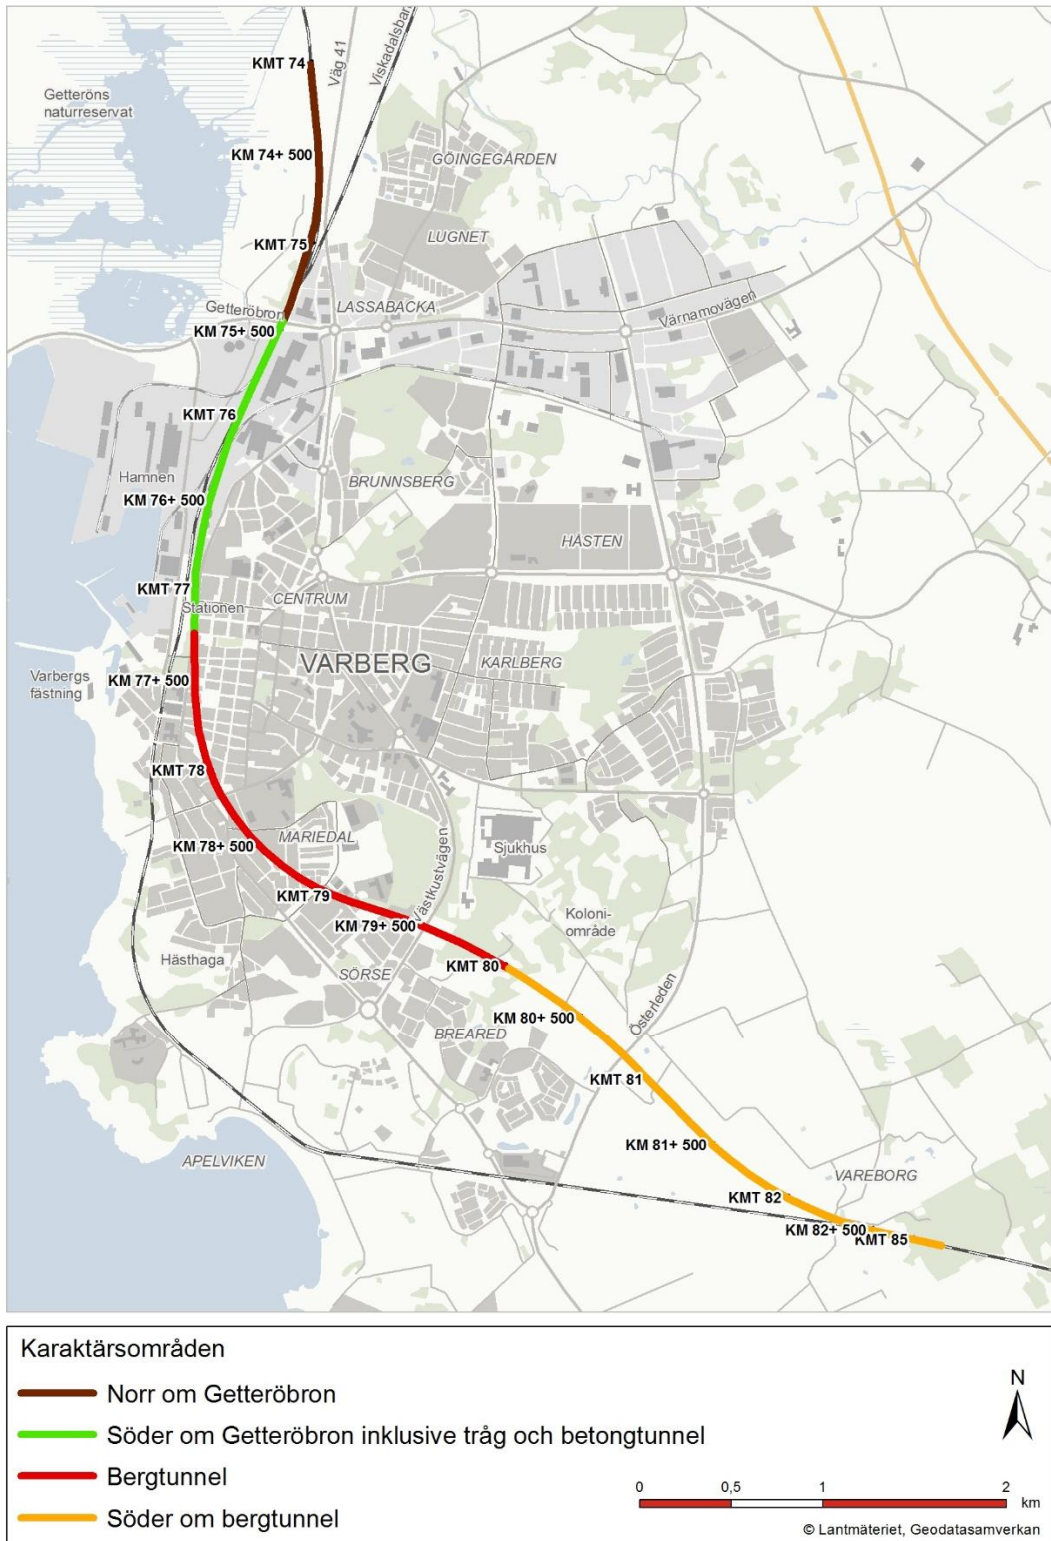 KMT 74
Väg 41
Viskadalsbar
Getteröns
naturreservat
KM 74+ 500
GÖINGEGÅRDEN
KMT 75
LUGNET
Getteröbron
LASSABACKA
Värnamovägen
KM 75+ 500
KMT 76
Hamnen
BRUNNSBERG
KM 76+ 500
HÅSTEN
KMT 77
Stationen
CENTRUM
VARBERG
KARLBERG
Varbergs
fästning
KM 77+ 500
KMT 78
MARIEDAL
KM 78+ 500
Sjukhus
KMT 79
Västkustvägen
KM 79+ 500
Koloni-
område
Hästhaga
SÖRSE
KMT 80
BREARED
KM 80+ 500
Österleden
KMT 81
KM 81+ 500
APELVIKEN
VAREBORG
KMT 82
KM 82+ 500
KMT 85
Karaktärsområden
Norr om Getteröbron
N
Söder om Getteröbron inklusive tråg och betongtunnel
Bergtunnel
0 0,5 1 2
km
Söder om bergtunnel
© Lantmäteriet, Geodatasamverkan